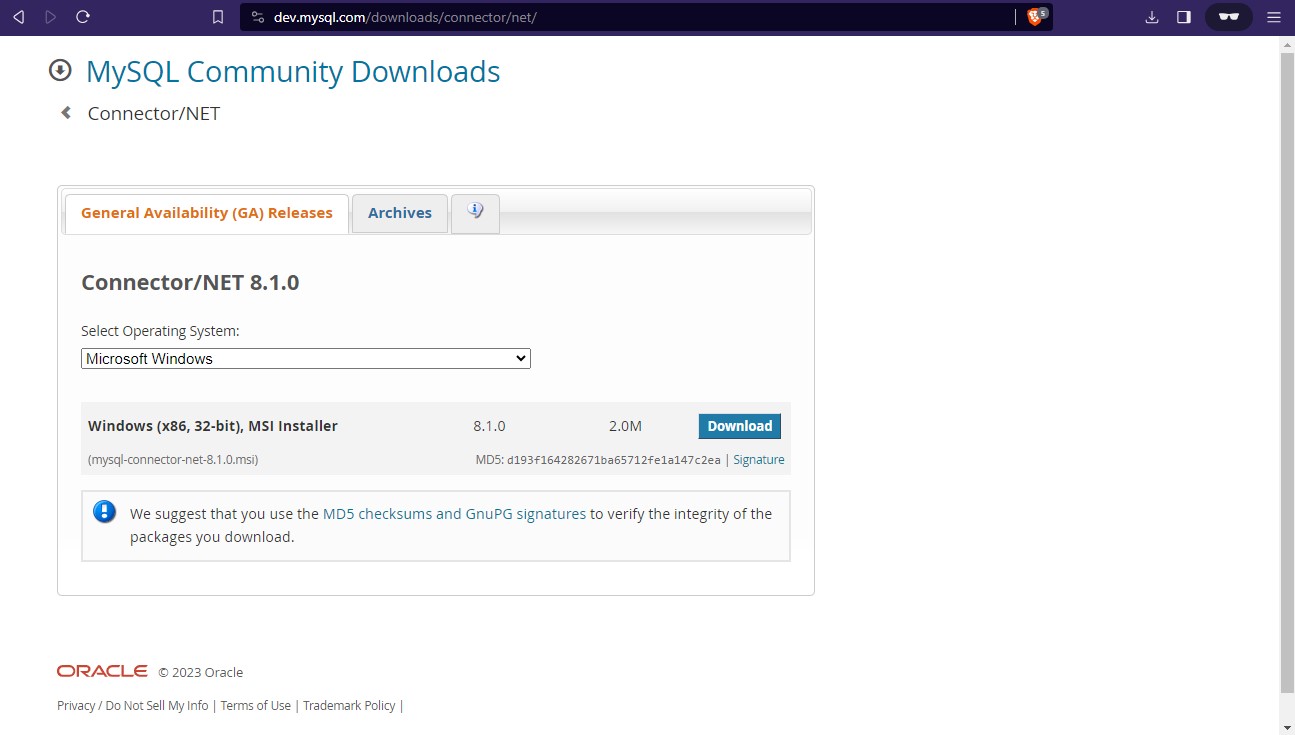 dev.mysql.com/downloads/connector/net/
5
MySQL Community Downloads
Connector/NET
General Availability (GA) Releases
Archives
Connector/NET 8.1.0
Select Operating System:
Microsoft Windows
Windows (x86, 32-bit), MSI Installer 8.1.0 2.0M Download
(mysql-connector-net-8.1.0.msi) MD5: d193f164282671ba65712fe1a147c2ea | Signature
We suggest that you use the MD5 checksums and GnuPG signatures to verify the integrity of the
packages you download.
ORACLE © 2023 Oracle
Privacy / Do Not Sell My Info | Terms of Use | Trademark Policy |